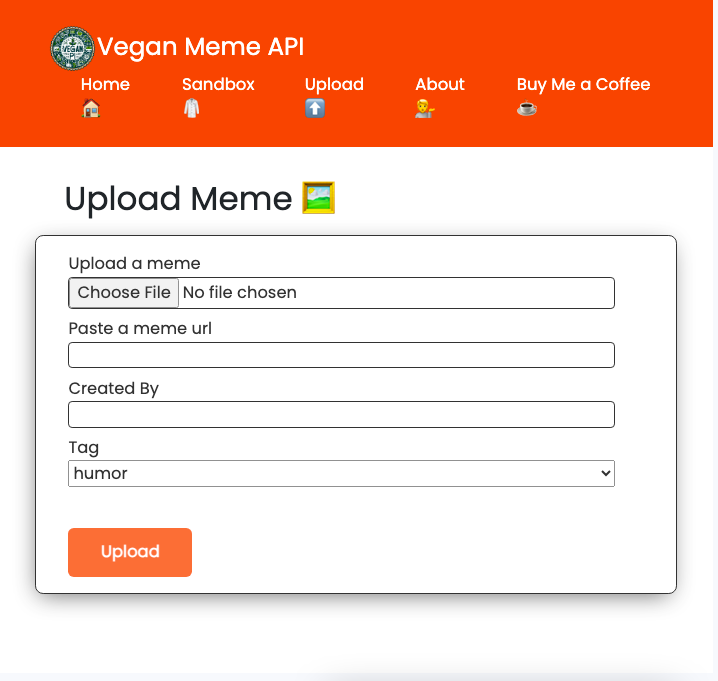 VEGAN
Vegan Meme API
Home Sandbox Upload About Buy Me a Coffee
Upload Meme
Upload a meme
Choose File No file chosen
Paste a meme url
Created By
Tag
humor
Upload